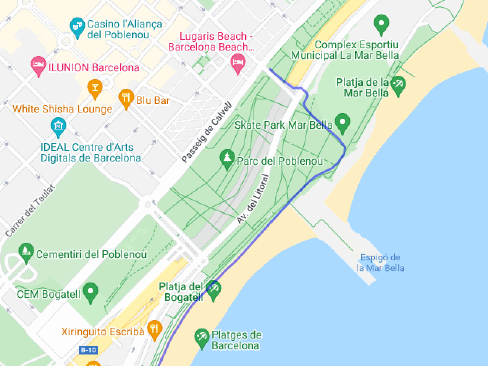 Casino L'Aliança
del Poblenou
Lugaris Beach -
Barcelona Beach...
Complex Esportiu
Municipal La Mar Bella
ILUNION Barcelona
Platja de la
Mar Bella
Blu Bar
White Shisha Lounge
Passeig de Calvell
Skate Park Mar Bella
IDEAL Centre d'Arts
Digitals de Barcelona
Parc del Poblenou
Carrer del Taulat
Av. del Litoral
Cementiri del Poblenou
Espigó de
la Mar Bella
CEM Bogatell
Platja del
Bogatell
Xiringuito Escribà
Platges de
Barcelona
B-10